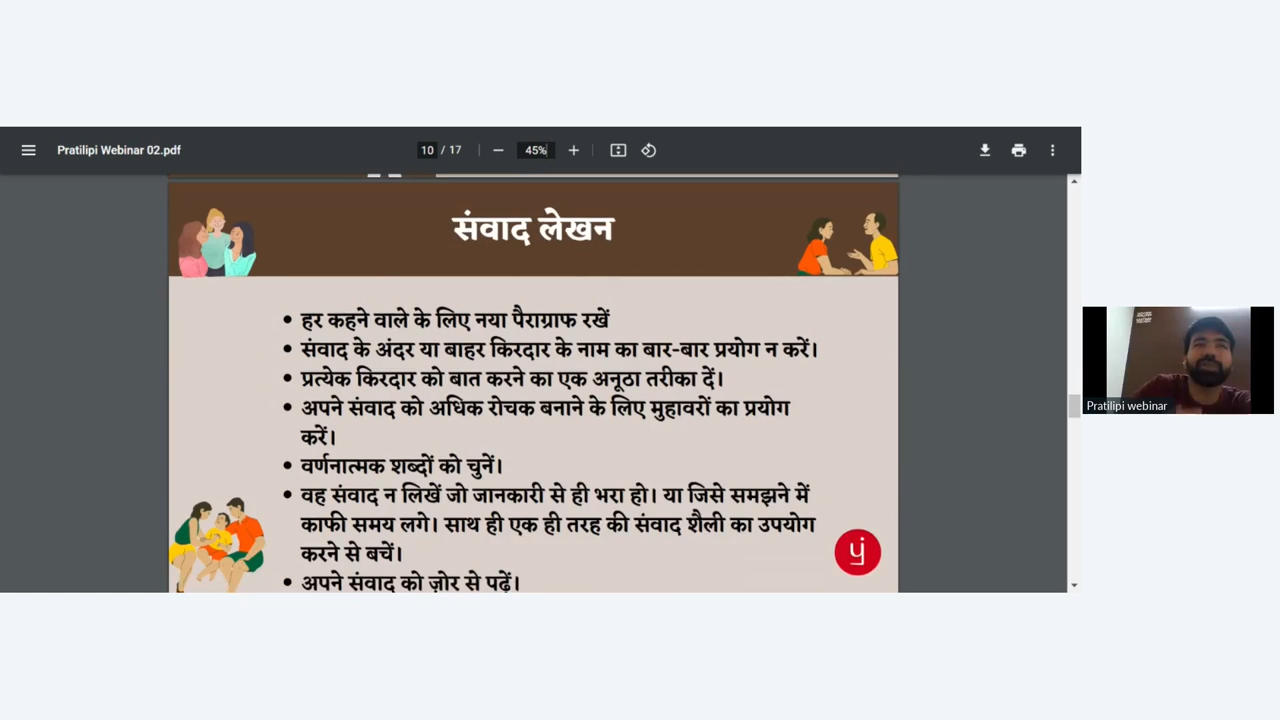 Pratilipi Webinar 02.pdf
10 / 17
45%
संवाद लेखन
• हर कहने वाले के लिए नया पैराग्राफ रखें
• संवाद के अंदर या बाहर किरदार के नाम का बार-बार प्रयोग न करें।
• प्रत्येक किरदार को बात करने का एक अनूठा तरीका दें।
• अपने संवाद को अधिक रोचक बनाने के लिए मुहावरों का प्रयोग
करें।
• वर्णनात्मक शब्दों को चुनें।
• वह संवाद न लिखें जो जानकारी से ही भरा हो। या जिसे समझने में
काफी समय लगे। साथ ही एक ही तरह की संवाद शैली का उपयोग
करने से बचें।
• अपने संवाद को ज़ोर से पढ़ें।
Pratilipi webinar